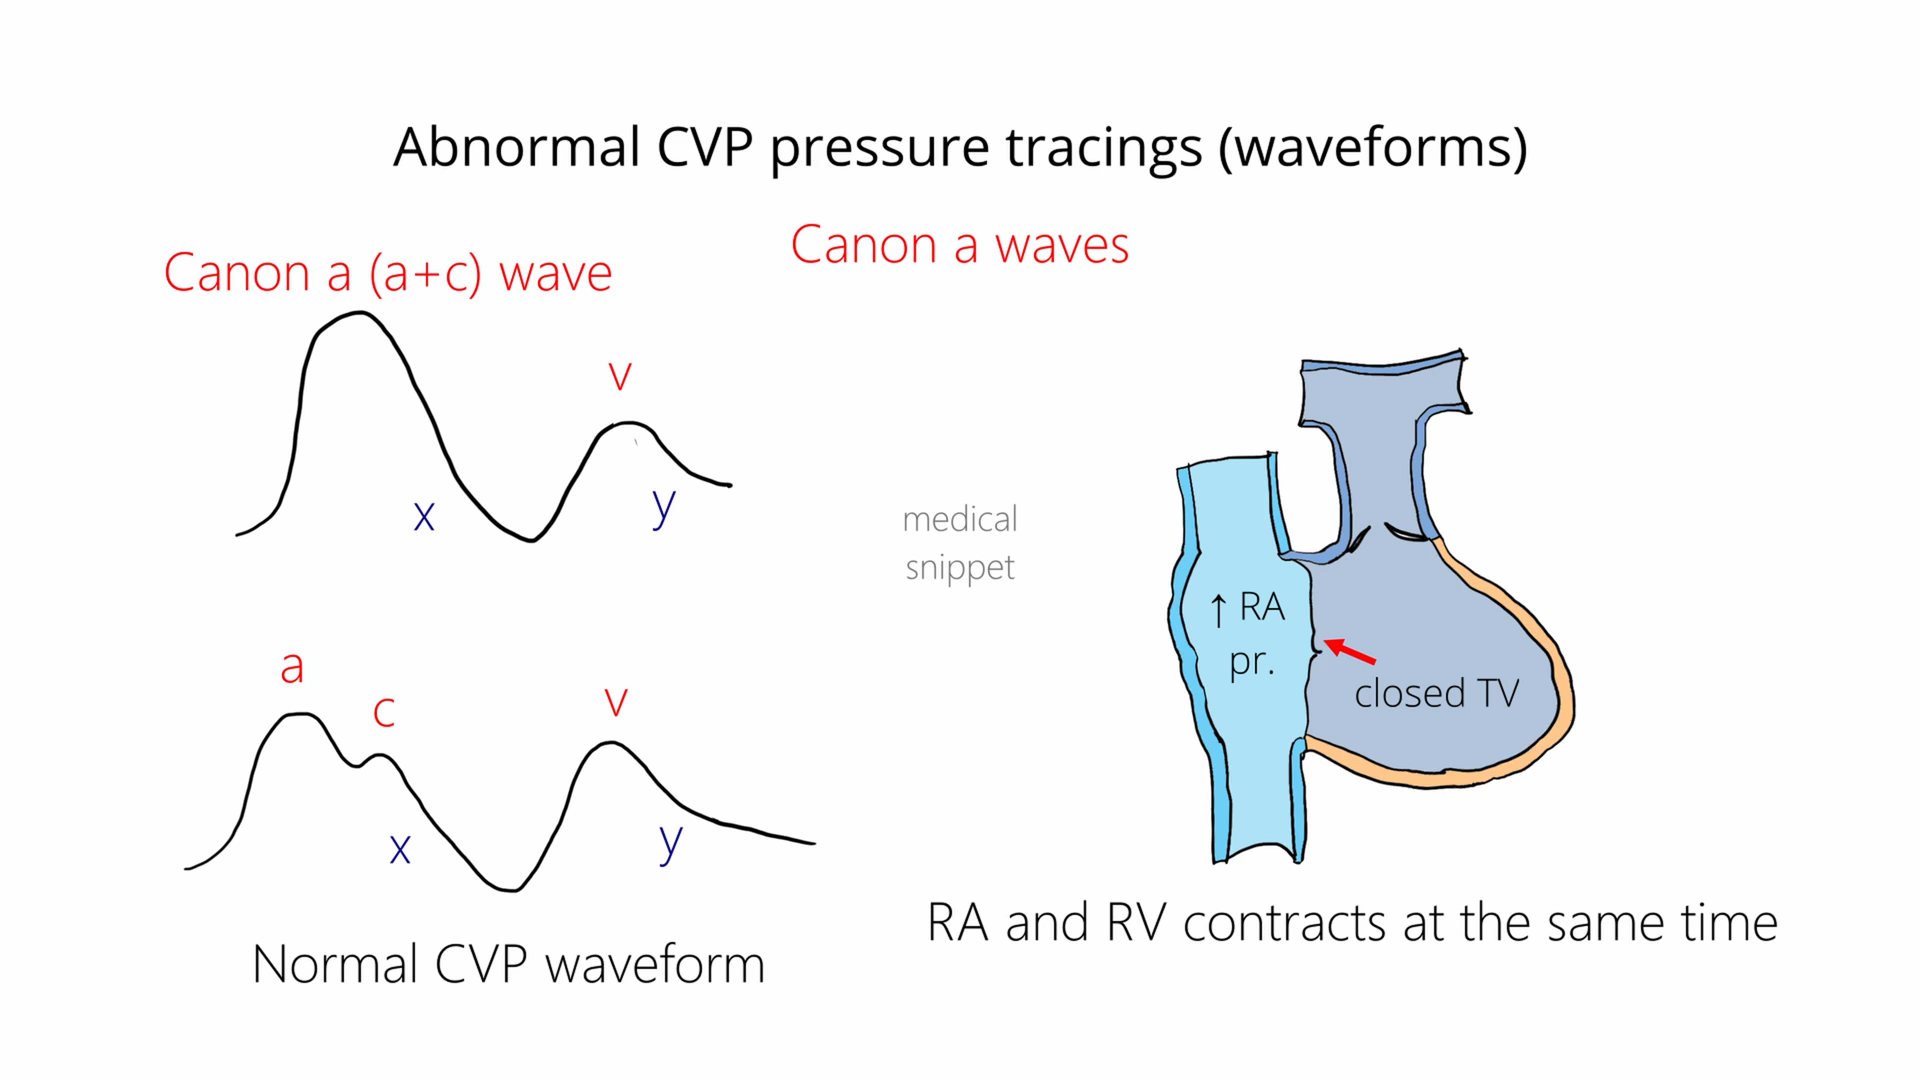 Abnormal CVP pressure tracings (waveforms)
Canon a waves
Canon a (a+c) wave
v
x
y
medical
snippet
↑ RA
pr.
closed TV
a
c
v
x
y
RA and RV contracts at the same time
Normal CVP waveform